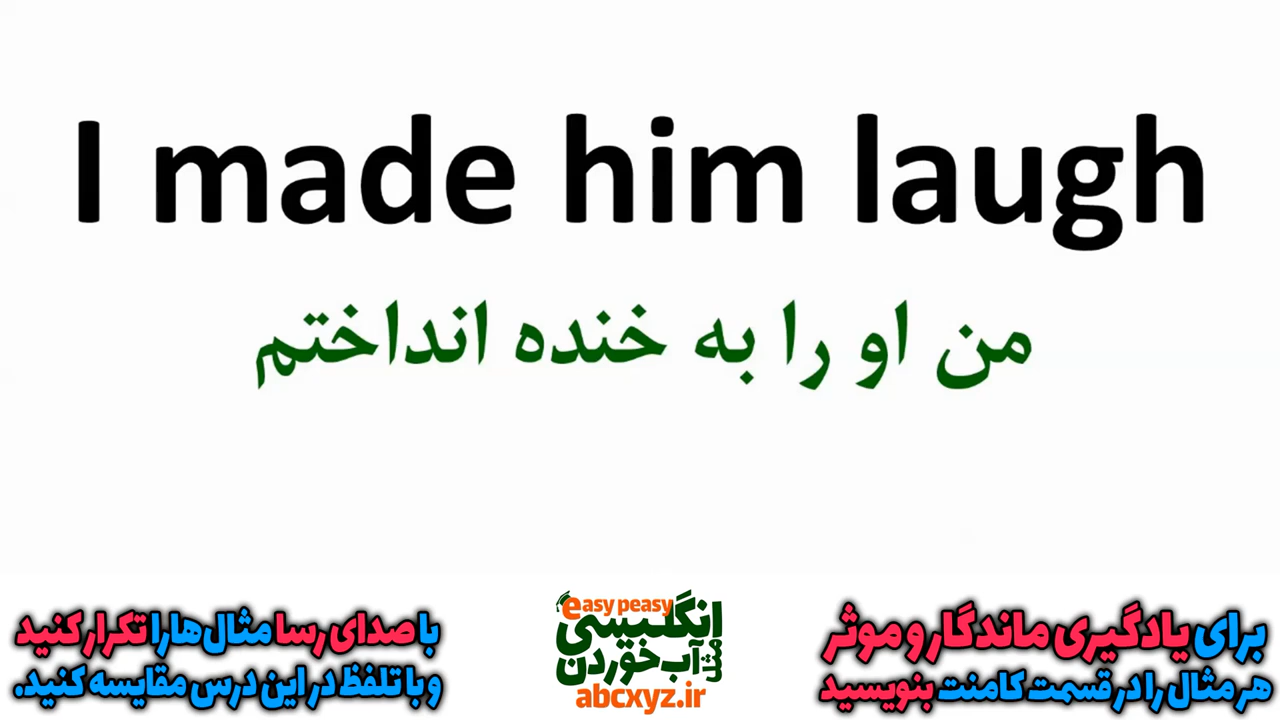 I made him laugh
من او را به خنده انداختم
برای یادگیری ماندگار و موثر
هر مثال را در قسمت کامنت بنویسید
easy peasy
انگلیسی
مثل
آب خوردن
abcxyz.ir
با صدای رسا مثال‌ها را تکرار کنید
و با تلفظ در این درس مقایسه کنید.